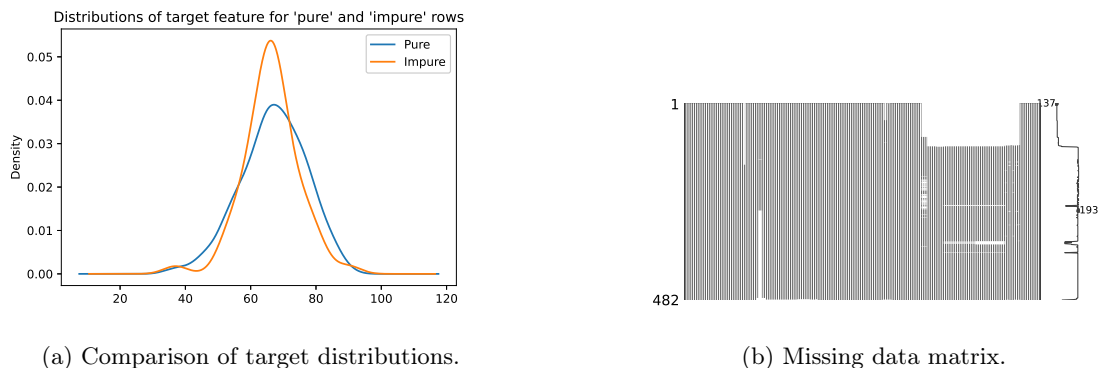 Distributions of target feature for 'pure' and 'impure' rows
Pure
Impure
0.05
0.04
0.03
0.02
0.01
0.00
Density
20 40 60 80 100 120
(a) Comparison of target distributions.
1
137
193
482
(b) Missing data matrix.